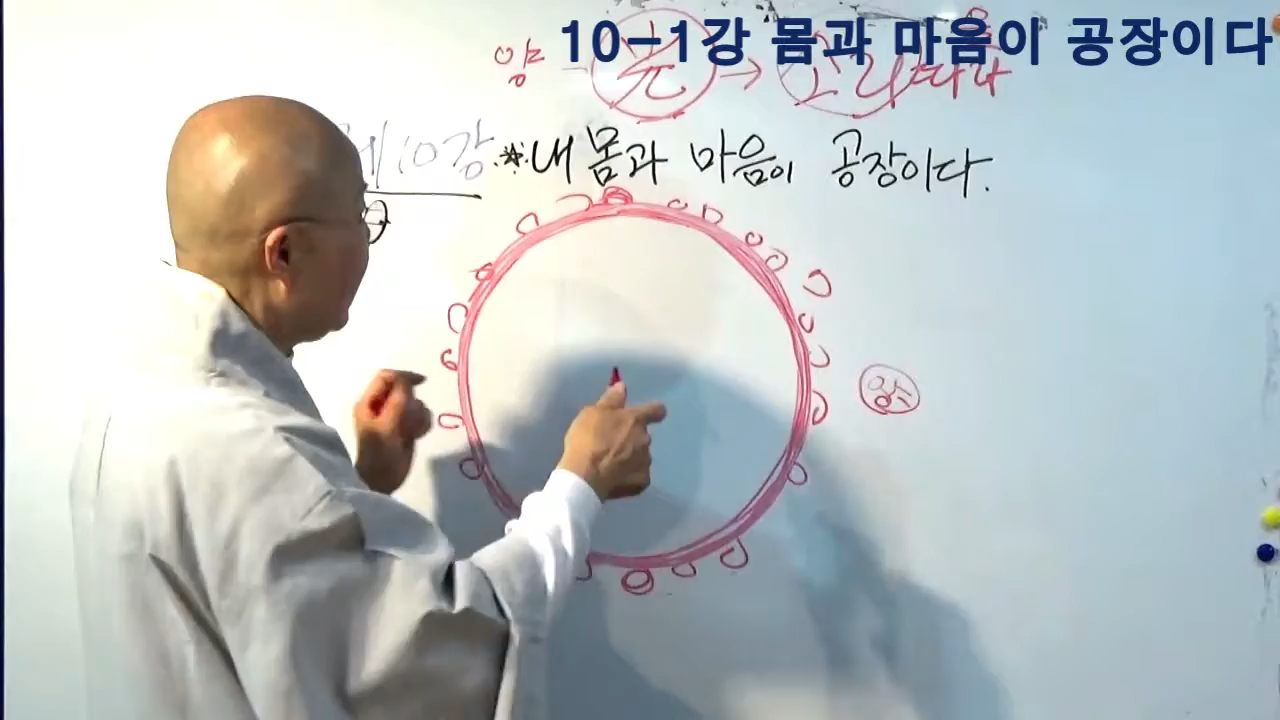 10-1강 몸과 마음이 공장이다
양
제10강 *내 몸과 마음이 공장이다.
양